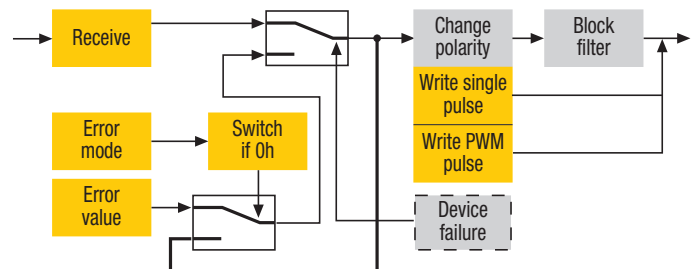 Receive
Change
polarity
Block
filter
Write single
pulse
Write PWM
pulse
Error
mode
Switch
if 0h
Error
value
Device
failure